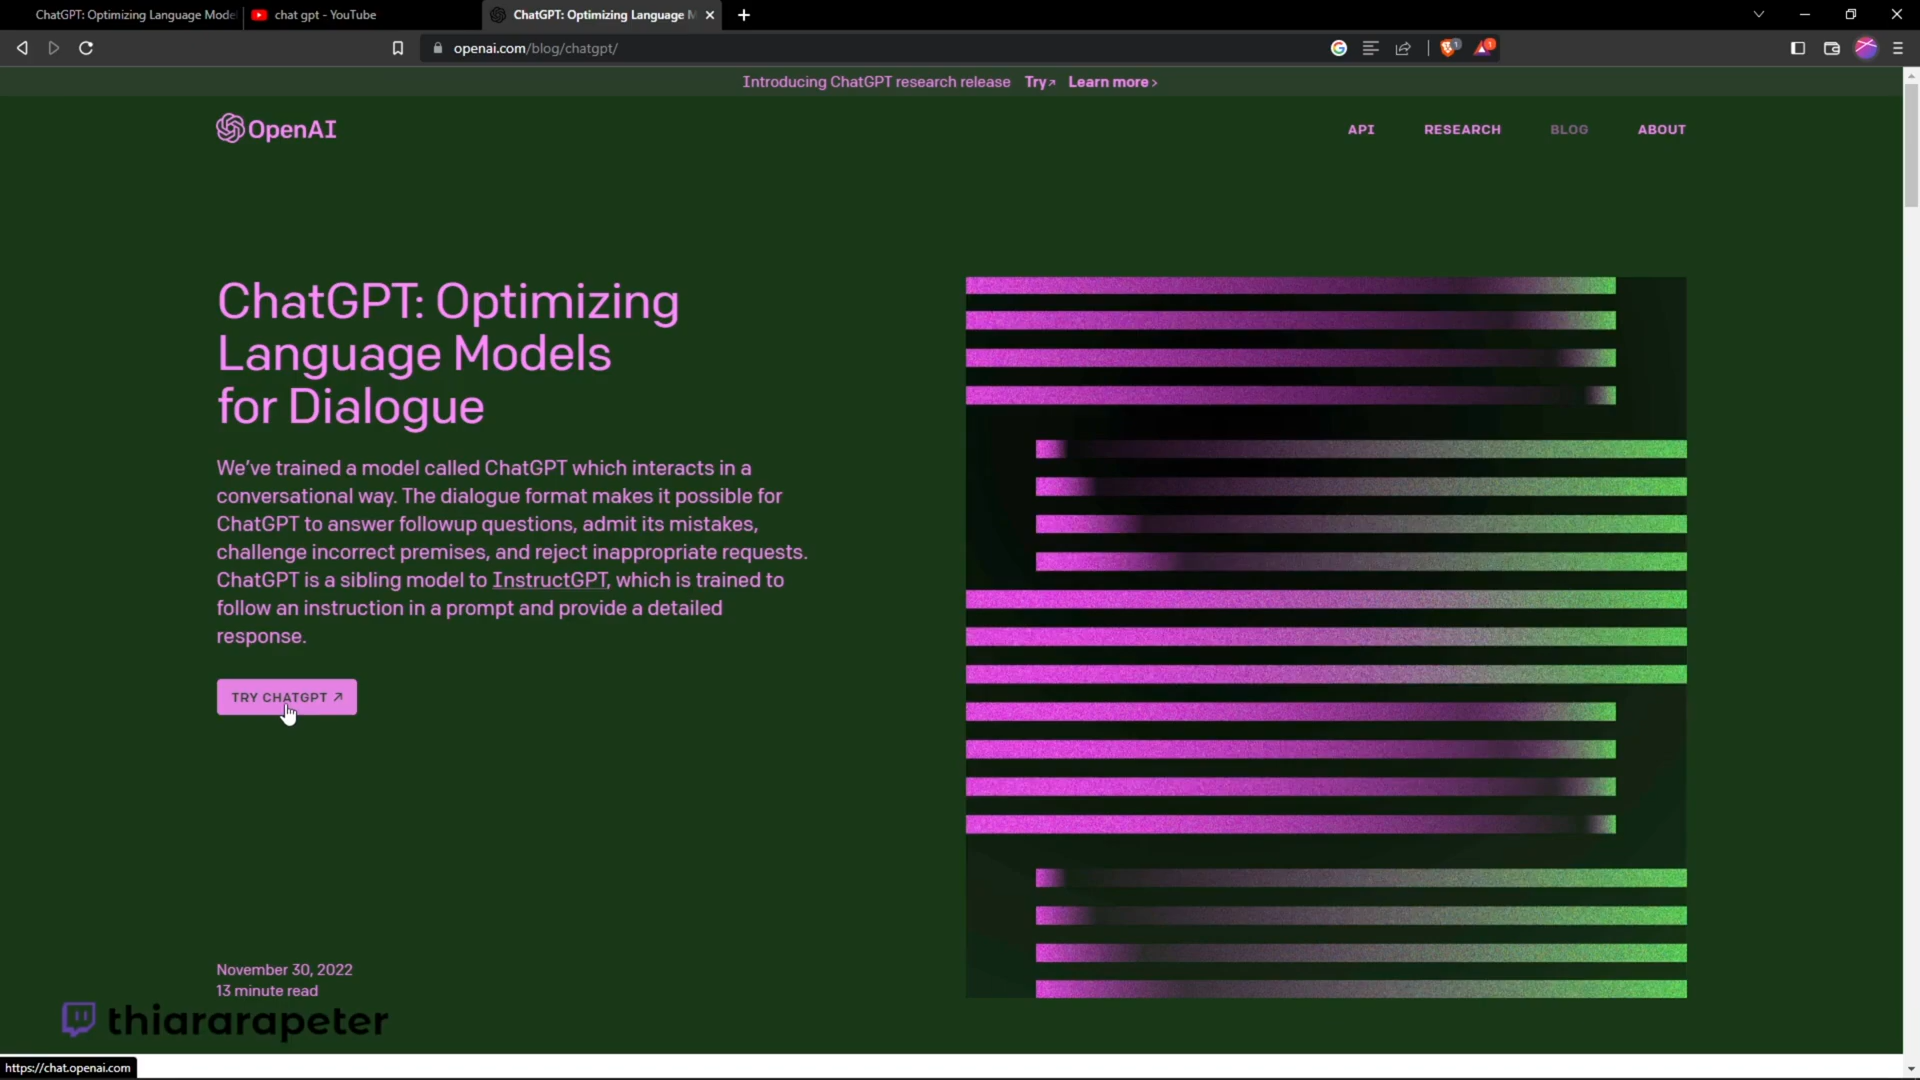 ChatGPT: Optimizing Language Model
chat gpt - YouTube
ChatGPT: Optimizing Language M
openai.com/blog/chatgpt/
1
1
Introducing ChatGPT research release Try↗ Learn more >
OpenAI
API
RESEARCH
BLOG
ABOUT
ChatGPT: Optimizing
Language Models
for Dialogue
We’ve trained a model called ChatGPT which interacts in a
conversational way. The dialogue format makes it possible for
ChatGPT to answer followup questions, admit its mistakes,
challenge incorrect premises, and reject inappropriate requests.
ChatGPT is a sibling model to InstructGPT, which is trained to
follow an instruction in a prompt and provide a detailed
response.
TRY CHATGPT ↗
November 30, 2022
13 minute read
thiararapeter
https://chat.openai.com